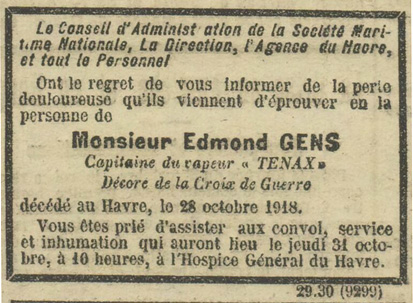 Le Conseil d'Administ ation de la Société Mari-
time Nationale, La Direction, l'Agence du Havre,
et tout le Personnel
Ont le regret de vous informer de la perte
douloureuse qu'ils viennent d'éprouver en la
personne de
Monsieur Edmond GENS
Capitaine du vapeur « TENAX »
Décore de la Croix de Guerre
décédé au Havre, le 28 octobre 1918.
Vous êtes prié d'assister aux convoi, service
et inhumation qui auront lieu le jeudi 31 octo-
bre, à 10 heures, à l'Hospice Général du Havre.
29.30 (9299)